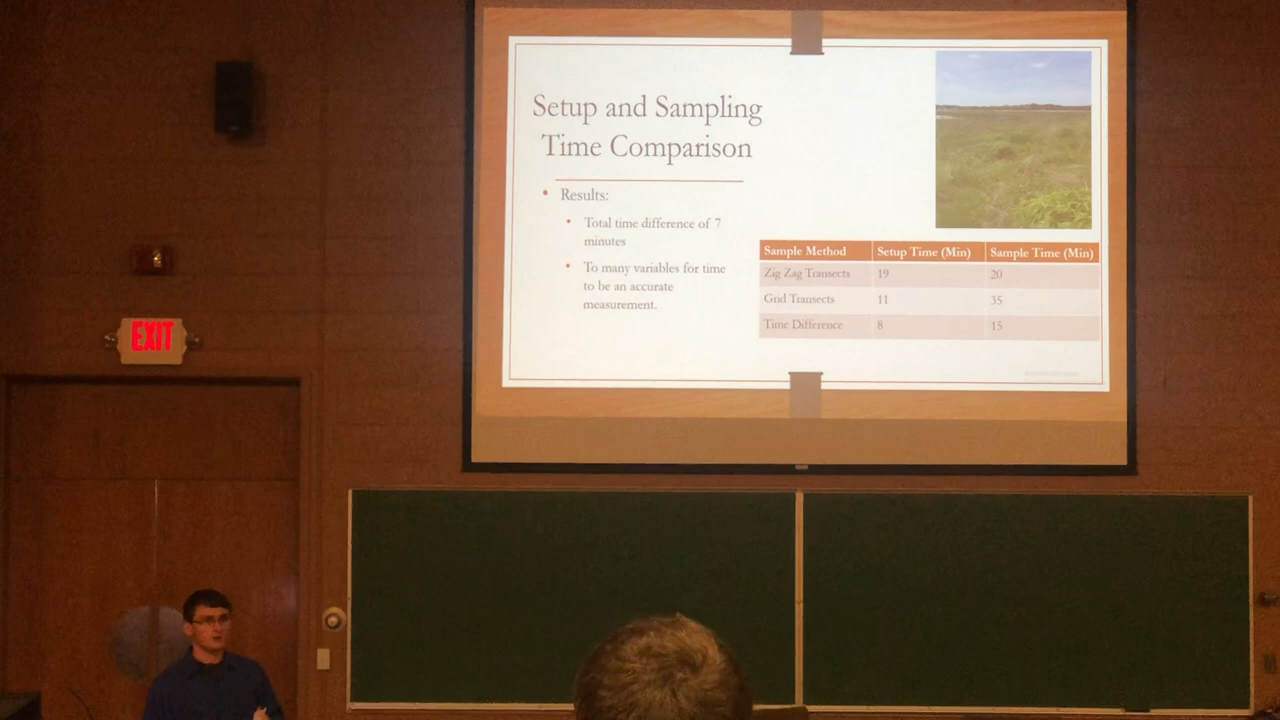 Setup and Sampling
Time Comparison
• Results:
• Total time difference of 7
minutes
• To many variables for time
to be an accurate
measurement.
Sample Method Setup Time (Min) Sample Time (Min)
Zig Zag Transects 19 20
Grid Transects 11 35
Time Difference 8 15
EXIT